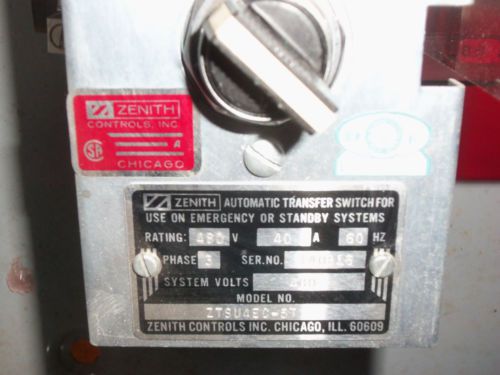 ZENITH
CONTROLS, INC.
A
SA
CHICAGO
ZENITH AUTOMATIC TRANSFER SWITCH FOR
USE ON EMERGENCY OR STANDBY SYSTEMS
RATING: 480 V 40 A 60 HZ
PHASE 3 SER. NO.
SYSTEM VOLTS
MODEL NO.
ZENITH CONTROLS INC. CHICAGO, ILL. 60609